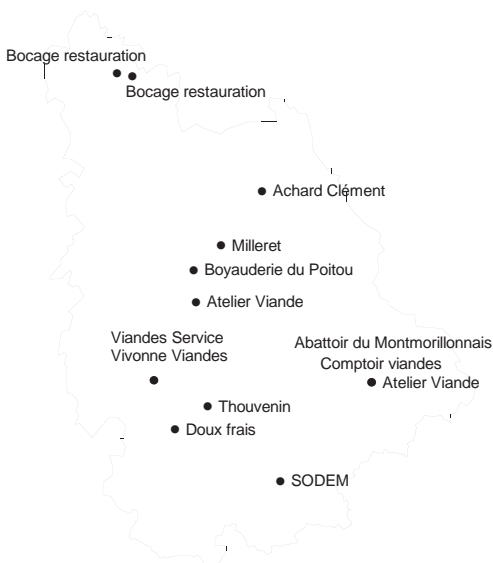 Bocage restauration
Bocage restauration
Achard Clément
Milleret
Boyauderie du Poitou
Atelier Viande
Viandes Service
Vivonne Viandes
Abattoir du Montmorillonnais
Comptoir viandes
Atelier Viande
Thouvenin
Doux frais
SODEM